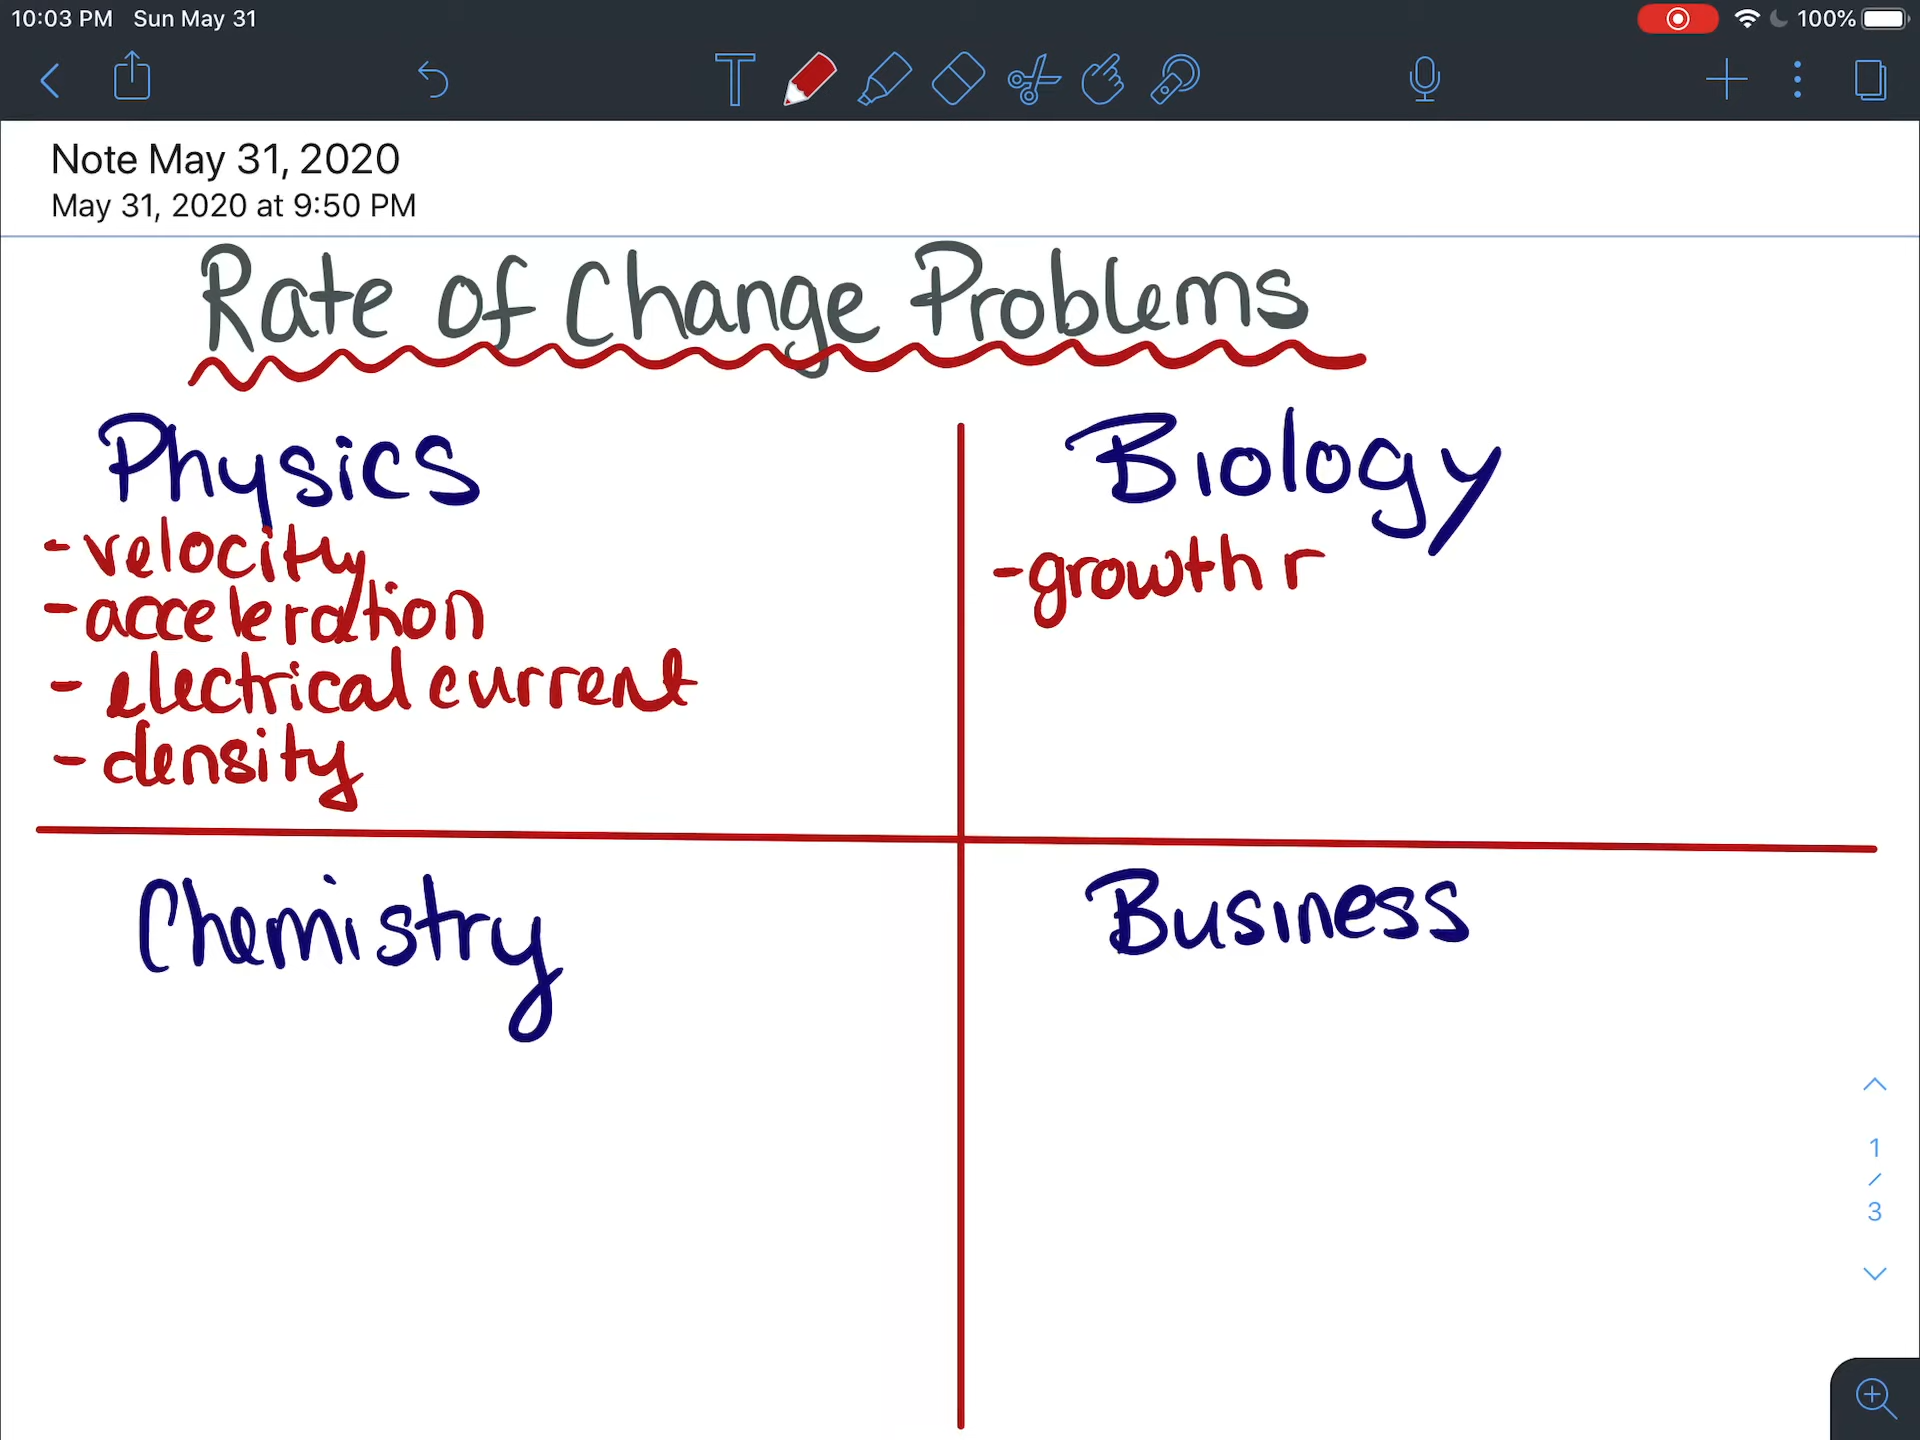 10:03 PM Sun May 31
100%
Note May 31, 2020
May 31, 2020 at 9:50 PM
Rate of Change Problems
Physics
- velocity
- acceleration
- electrical current
- density
Biology
- growth r
Chemistry
Business
1
/
3